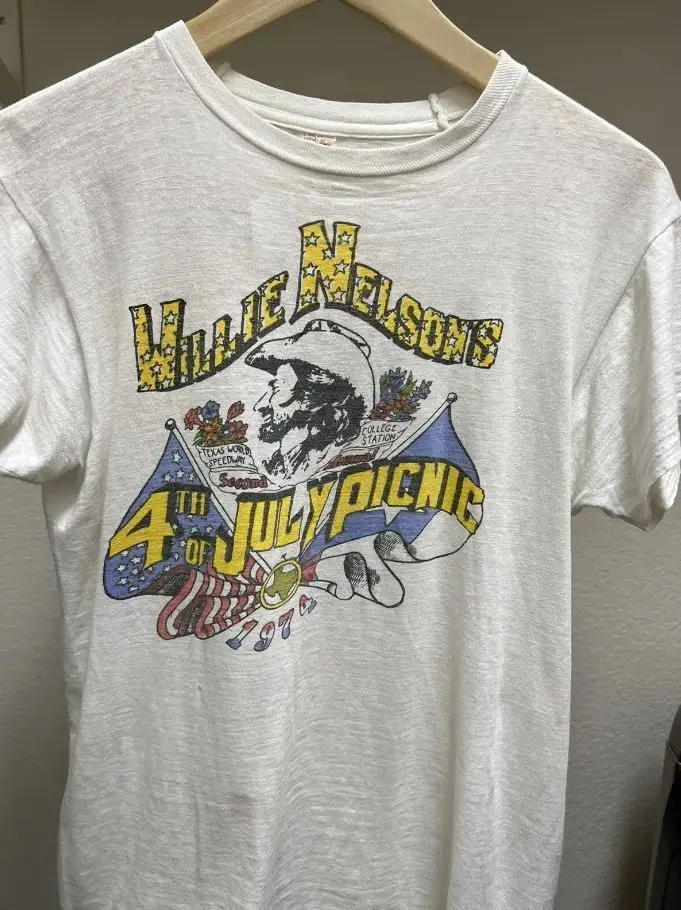 WILLIE NELSON'S
TEXAS WORLD
SPEEDWAY
COLLEGE
STATION
Second Annual
4TH OF JULY PICNIC
1974